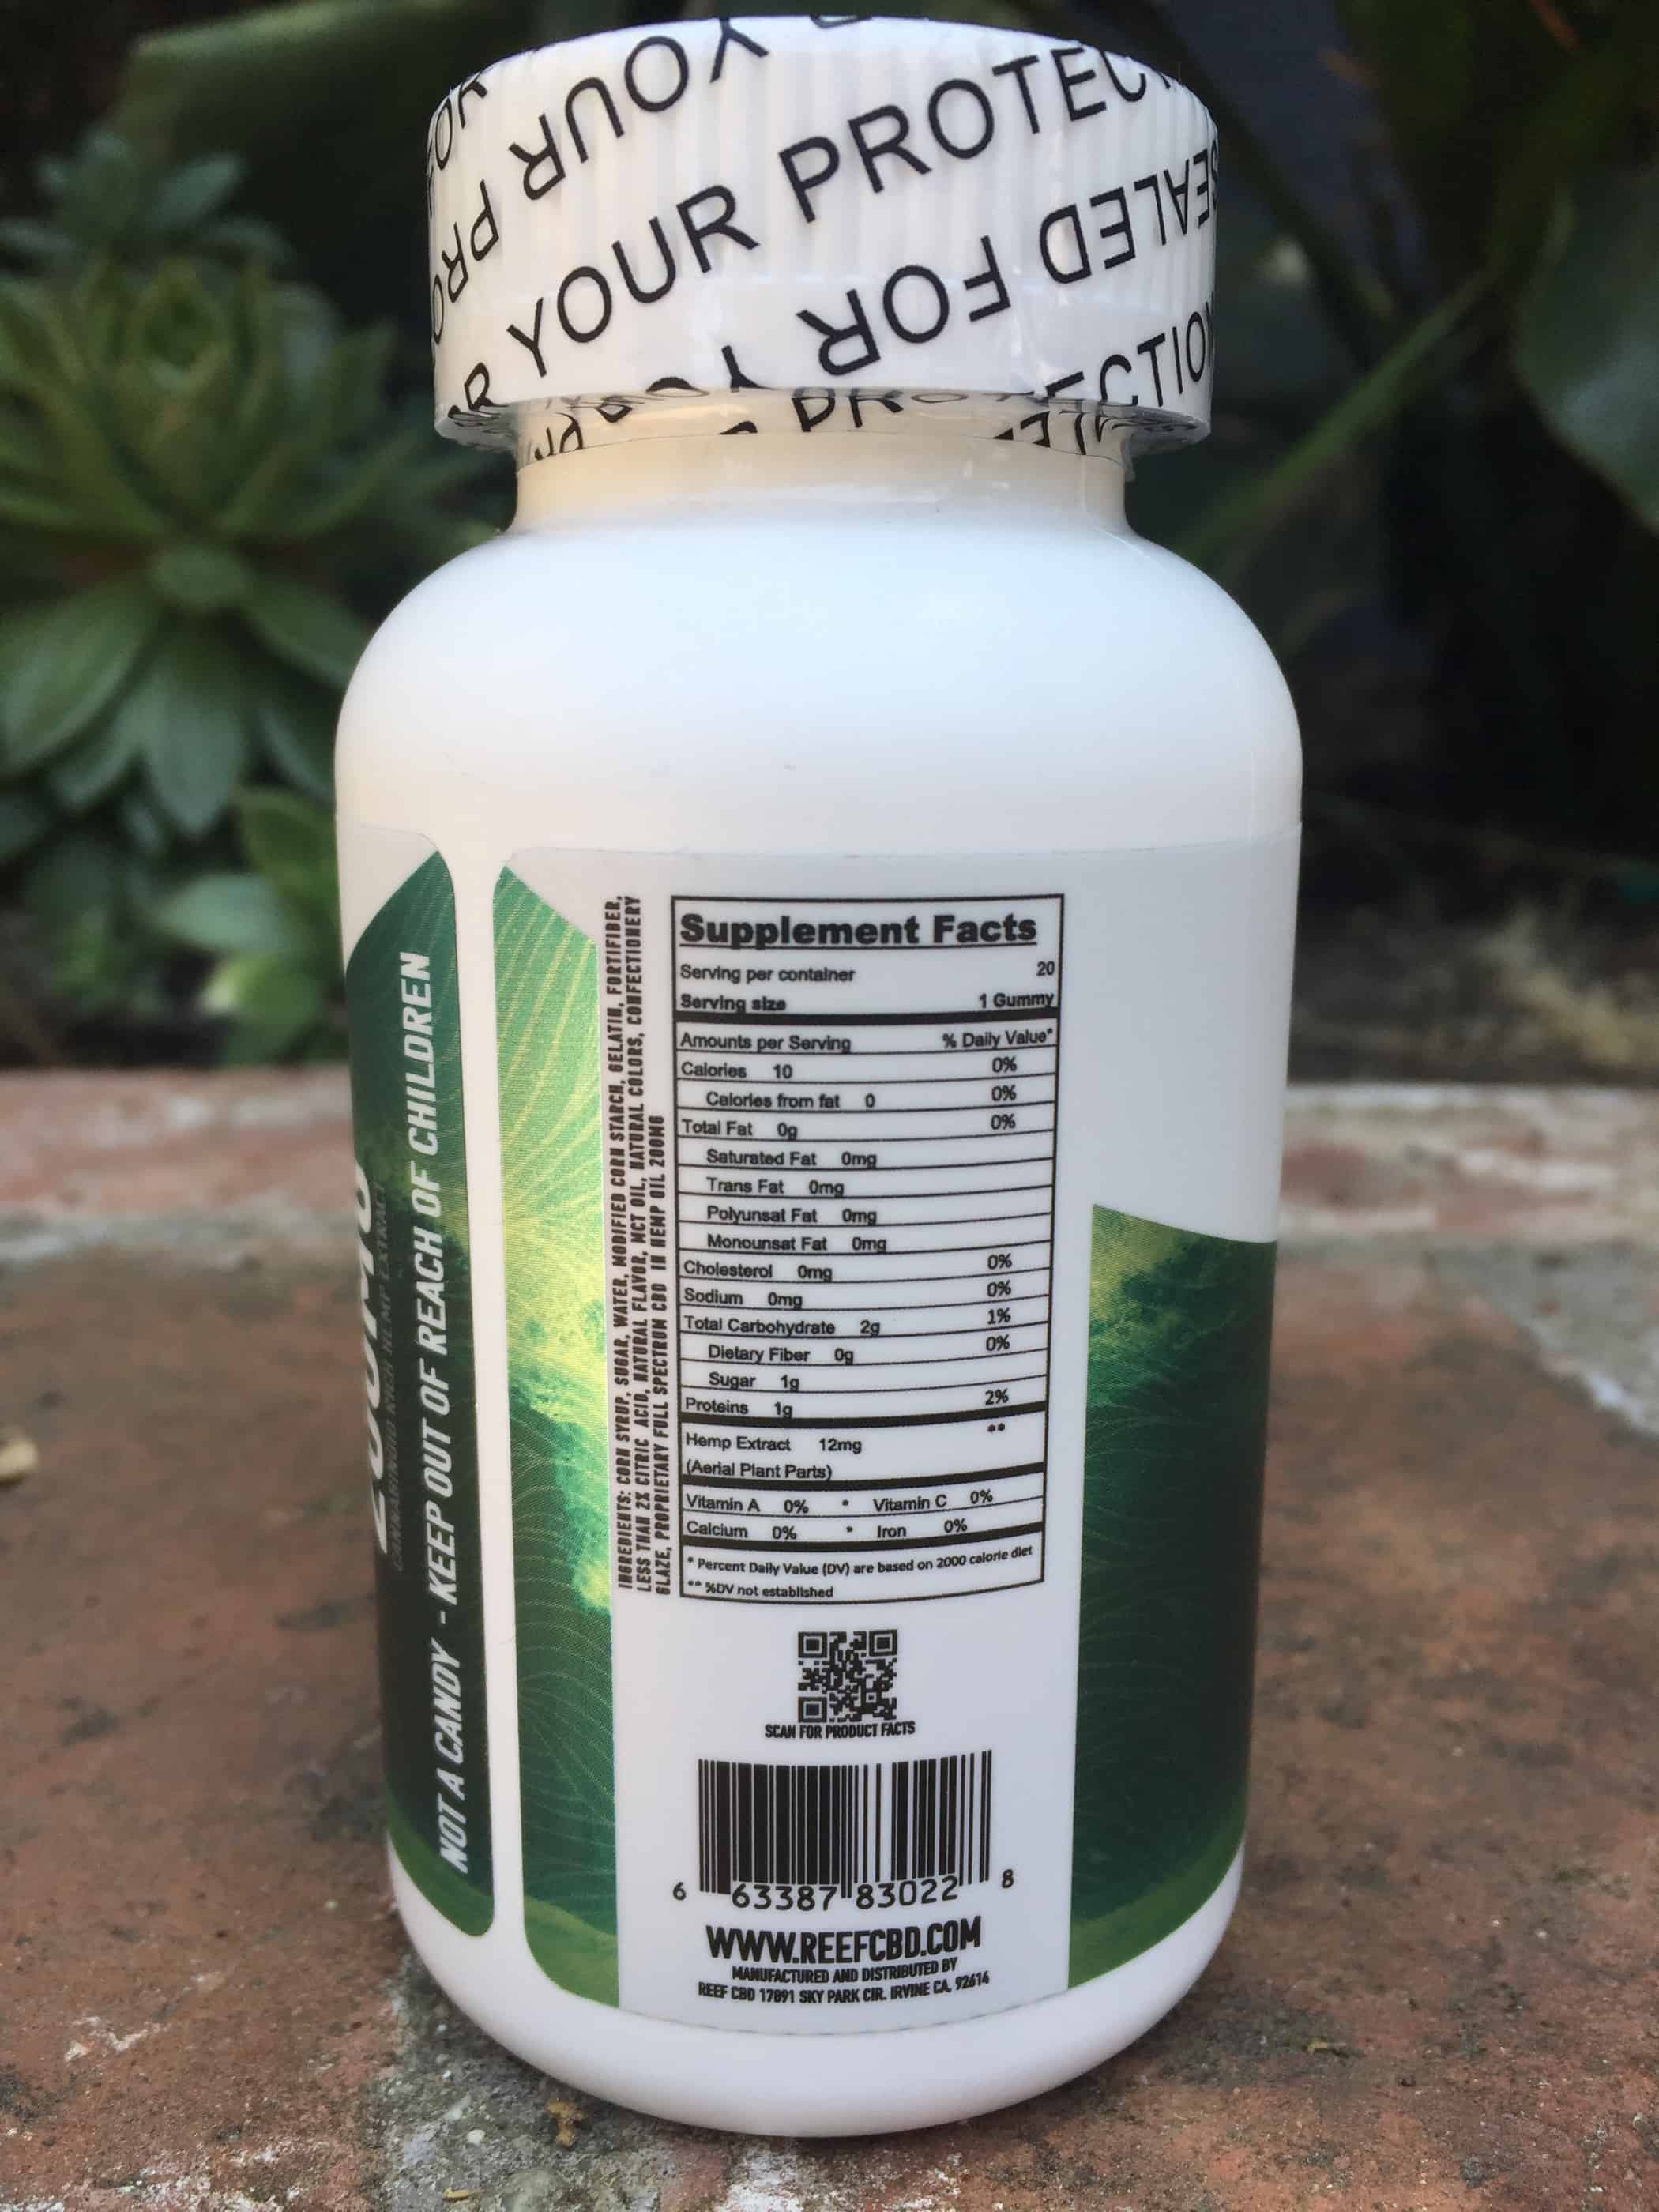 YOUR
YOUR PROTEC
SEALED FOR
CTION
200MG
CANNABINOID RICH HEMP EXTRACT
NOT A CANDY - KEEP OUT OF REACH OF CHILDREN
INGREDIENTS: CORN SYRUP, SUGAR, WATER, MODIFIED CORN STARCH, GELATIN, FORTIFIBER,
LESS THAN 2% CITRIC ACID, NATURAL FLAVOR, MCT OIL, NATURAL COLORS, CONFECTIONERY
GLAZE, PROPRIETARY FULL SPECTRUM CBD IN HEMP OIL 200MG
Supplement Facts
Serving per container 20
Serving size 1 Gummy
Amounts per Serving % Daily Value*
Calories 10 0%
Calories from fat 0 0%
Total Fat 0g 0%
Saturated Fat 0mg
Trans Fat 0mg
Polyunsat Fat 0mg
Monounsat Fat 0mg
Cholesterol 0mg 0%
Sodium 0mg 0%
Total Carbohydrate 2g 1%
Dietary Fiber 0g 0%
Sugar 1g
Proteins 1g 2%
Hemp Extract 12mg **
(Aerial Plant Parts)
Vitamin A 0% * Vitamin C 0%
Calcium 0% * Iron 0%
* Percent Daily Value (DV) are based on 2000 calorie diet
** %DV not established
SCAN FOR PRODUCT FACTS
6 63387 83022 8
WWW.REEFCBD.COM
MANUFACTURED AND DISTRIBUTED BY
REEF CBD 17891 SKY PARK CIR. IRVINE CA. 92614